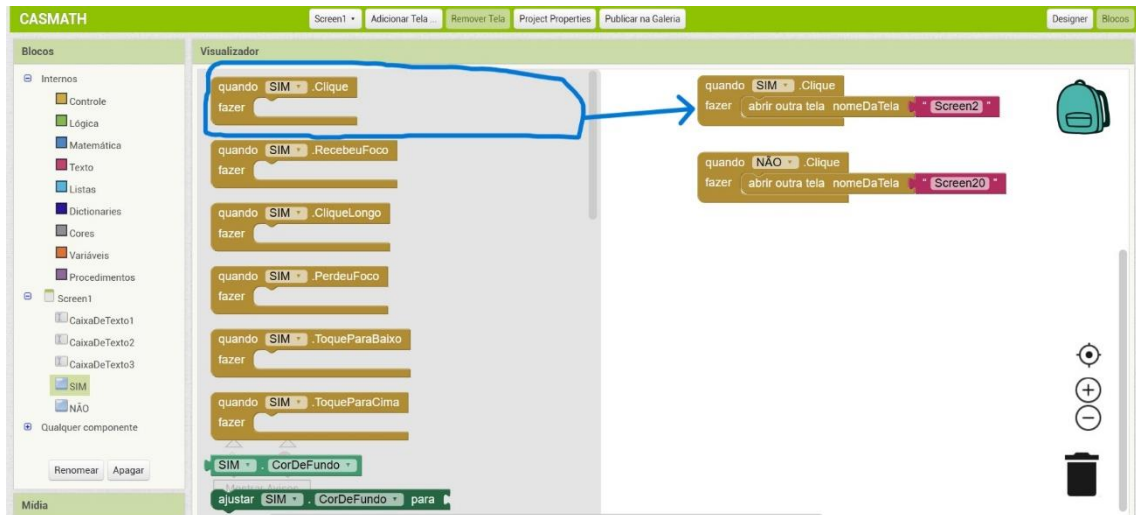 CASMATH
Screen1
Adicionar Tela ...
Remover Tela
Project Properties
Publicar na Galeria
Designer
Blocos
Blocos
Internos
Controle
Lógica
Matemática
Texto
Listas
Dictionaries
Cores
Variáveis
Procedimentos
Screen1
CaixaDeTexto1
CaixaDeTexto2
CaixaDeTexto3
SIM
NÃO
Qualquer componente
Renomear
Apagar
Mídia
Visualizador
quando SIM .Clique
fazer
quando SIM .RecebeuFoco
fazer
quando SIM .CliqueLongo
fazer
quando SIM .PerdeuFoco
fazer
quando SIM .ToqueParaBaixo
fazer
quando SIM .ToqueParaCima
fazer
SIM . CorDeFundo
Mostrar Avisos
ajustar SIM . CorDeFundo para
quando SIM .Clique
fazer abrir outra tela nomeDaTela " Screen2 "
quando NÃO .Clique
fazer abrir outra tela nomeDaTela " Screen20 "